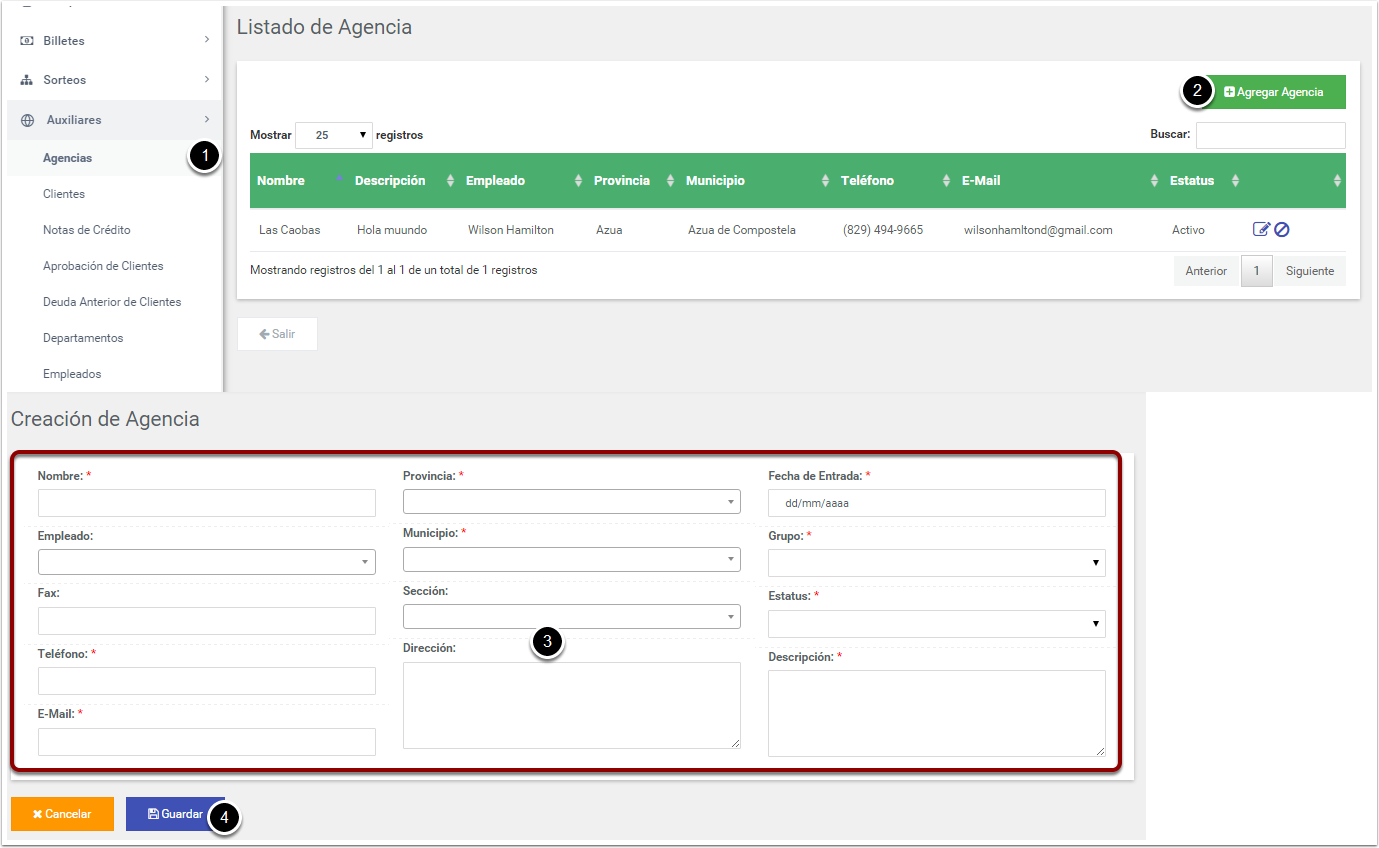 Listado de Agencia
Billetes
Sorteos
Auxiliares
Agencias
1
Clientes
Notas de Crédito
Aprobación de Clientes
Deuda Anterior de Clientes
Departamentos
Empleados
2
Agregar Agencia
Mostrar 25 registros
Buscar:
Nombre Descripción Empleado Provincia Municipio Teléfono E-Mail Estatus
Las Caobas Hola muundo Wilson Hamilton Azua Azua de Compostela (829) 494-9665 wilsonhamltond@gmail.com Activo
Mostrando registros del 1 al 1 de un total de 1 registros
Anterior 1 Siguiente
Salir
Creación de Agencia
Nombre: *
Empleado:
Fax:
Teléfono: *
E-Mail: *
Provincia: *
Municipio: *
Sección:
3
Dirección:
Fecha de Entrada: *
dd/mm/aaaa
Grupo: *
Estatus: *
Descripción: *
Cancelar
Guardar
4